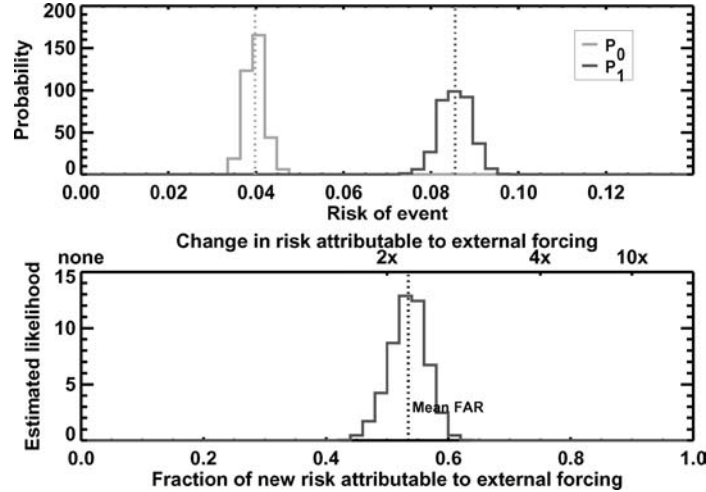 200
150
100
50
0
Probability
P0
P1
0.00 0.02 0.04 0.06 0.08 0.10 0.12
Risk of event
Change in risk attributable to external forcing
none 2x 4x 10x
15
10
5
0
Estimated likelihood
Mean FAR
0.0 0.2 0.4 0.6 0.8 1.0
Fraction of new risk attributable to external forcing